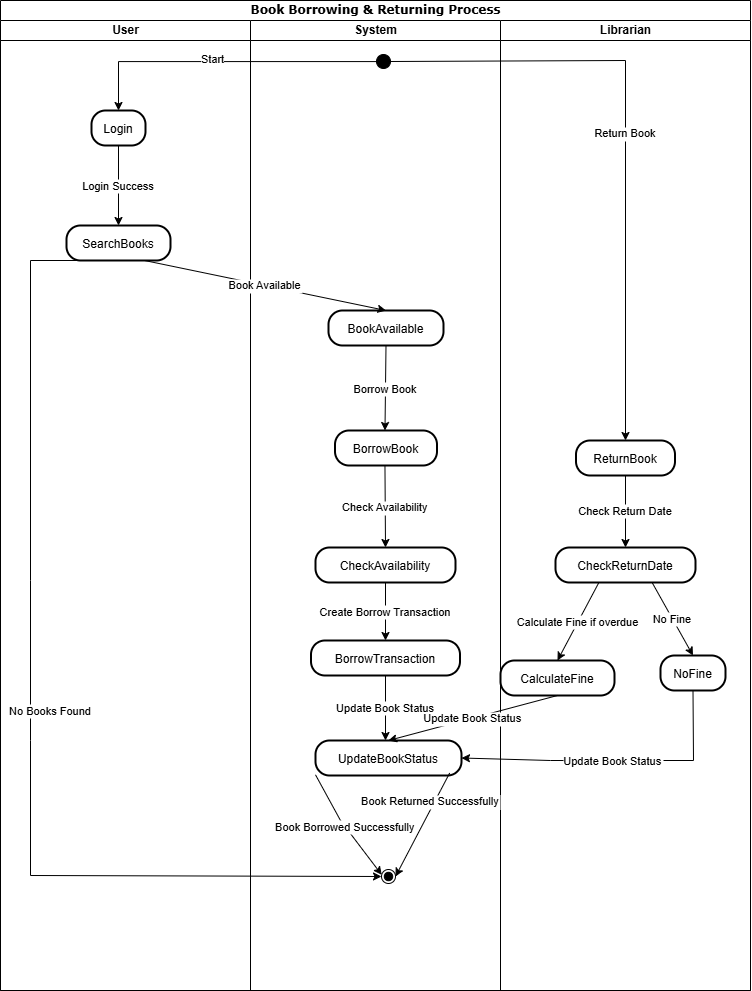 Book Borrowing & Returning Process
User
System
Librarian
Start
Login
Return Book
Login Success
SearchBooks
Book Available
BookAvailable
Borrow Book
BorrowBook
ReturnBook
Check Availability
Check Return Date
CheckAvailability
CheckReturnDate
Create Borrow Transaction
Calculate Fine if overdue
No Fine
BorrowTransaction
CalculateFine
NoFine
No Books Found
Update Book Status
Update Book Status
UpdateBookStatus
Update Book Status
Book Returned Successfully
Book Borrowed Successfully